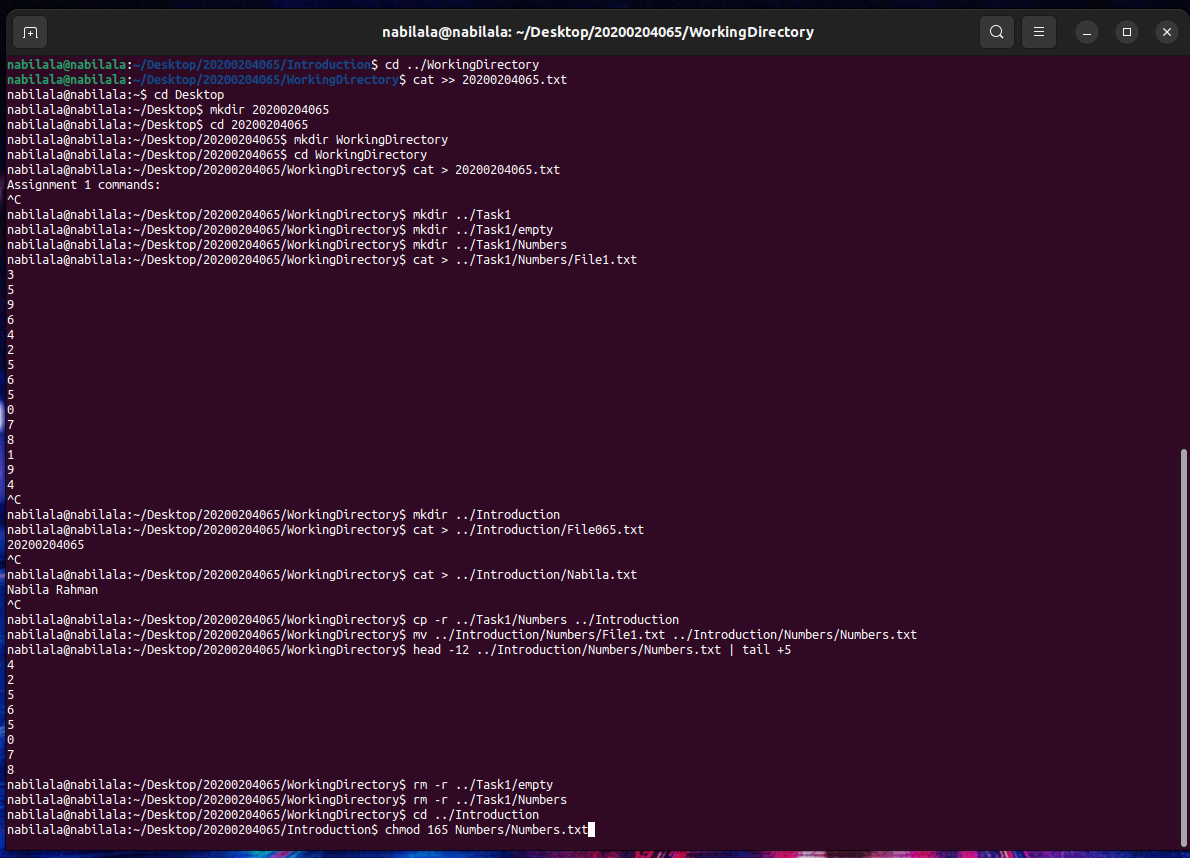 nabilala@nabilala: ~/Desktop/20200204065/WorkingDirectory
nabilala@nabilala:~/Desktop/20200204065/Introduction$ cd ../WorkingDirectory
nabilala@nabilala:~/Desktop/20200204065/WorkingDirectory$ cat >> 20200204065.txt
nabilala@nabilala:~$ cd Desktop
nabilala@nabilala:~/Desktop$ mkdir 20200204065
nabilala@nabilala:~/Desktop$ cd 20200204065
nabilala@nabilala:~/Desktop/20200204065$ mkdir WorkingDirectory
nabilala@nabilala:~/Desktop/20200204065$ cd WorkingDirectory
nabilala@nabilala:~/Desktop/20200204065/WorkingDirectory$ cat > 20200204065.txt
Assignment 1 commands:
^C
nabilala@nabilala:~/Desktop/20200204065/WorkingDirectory$ mkdir ../Task1
nabilala@nabilala:~/Desktop/20200204065/WorkingDirectory$ mkdir ../Task1/empty
nabilala@nabilala:~/Desktop/20200204065/WorkingDirectory$ mkdir ../Task1/Numbers
nabilala@nabilala:~/Desktop/20200204065/WorkingDirectory$ cat > ../Task1/Numbers/File1.txt
3
5
9
6
4
2
5
6
5
0
7
8
1
9
4
^C
nabilala@nabilala:~/Desktop/20200204065/WorkingDirectory$ mkdir ../Introduction
nabilala@nabilala:~/Desktop/20200204065/WorkingDirectory$ cat > ../Introduction/File065.txt
20200204065
^C
nabilala@nabilala:~/Desktop/20200204065/WorkingDirectory$ cat > ../Introduction/Nabila.txt
Nabila Rahman
^C
nabilala@nabilala:~/Desktop/20200204065/WorkingDirectory$ cp -r ../Task1/Numbers ../Introduction
nabilala@nabilala:~/Desktop/20200204065/WorkingDirectory$ mv ../Introduction/Numbers/File1.txt ../Introduction/Numbers/Numbers.txt
nabilala@nabilala:~/Desktop/20200204065/WorkingDirectory$ head -12 ../Introduction/Numbers/Numbers.txt | tail +5
4
2
5
6
5
0
7
8
nabilala@nabilala:~/Desktop/20200204065/WorkingDirectory$ rm -r ../Task1/empty
nabilala@nabilala:~/Desktop/20200204065/WorkingDirectory$ rm -r ../Task1/Numbers
nabilala@nabilala:~/Desktop/20200204065/WorkingDirectory$ cd ../Introduction
nabilala@nabilala:~/Desktop/20200204065/Introduction$ chmod 165 Numbers/Numbers.txt